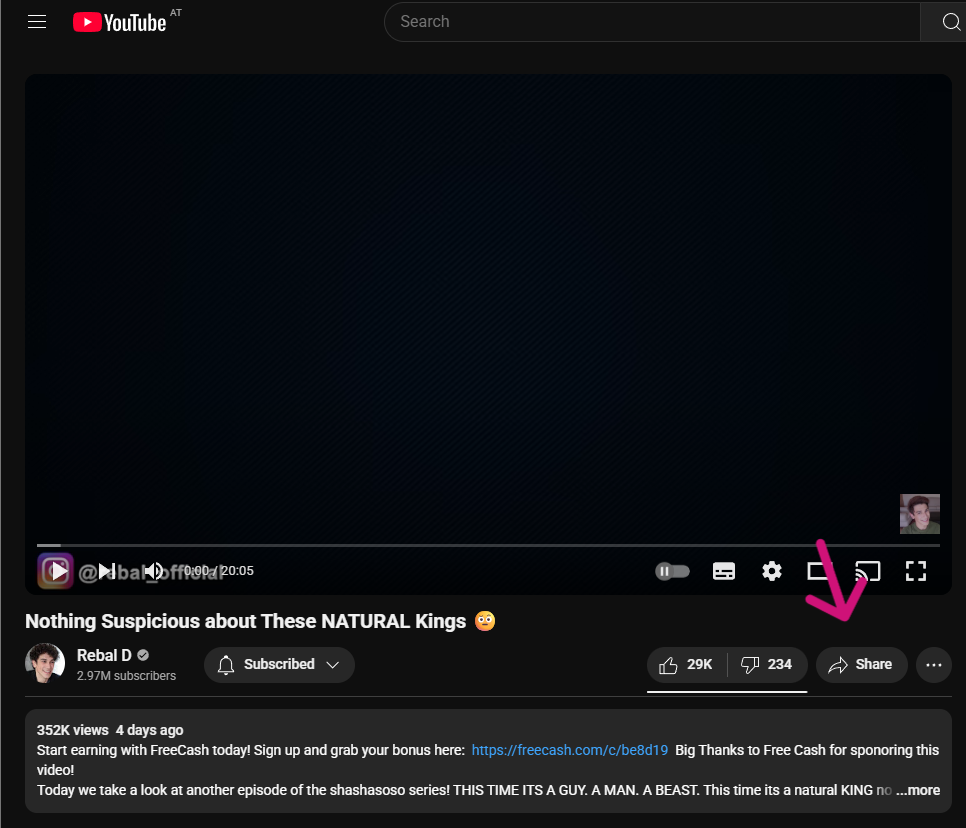 YouTube AT
Search
@rebal_official
0:00 / 20:05
Nothing Suspicious about These NATURAL Kings 😳
Rebal D
2.97M subscribers
Subscribed
29K
234
Share
352K views 4 days ago
Start earning with FreeCash today! Sign up and grab your bonus here: https://freecash.com/c/be8d19 Big Thanks to Free Cash for sponoring this
video!
Today we take a look at another episode of the shashasoso series! THIS TIME ITS A GUY. A MAN. A BEAST. This time its a natural KING no ...more